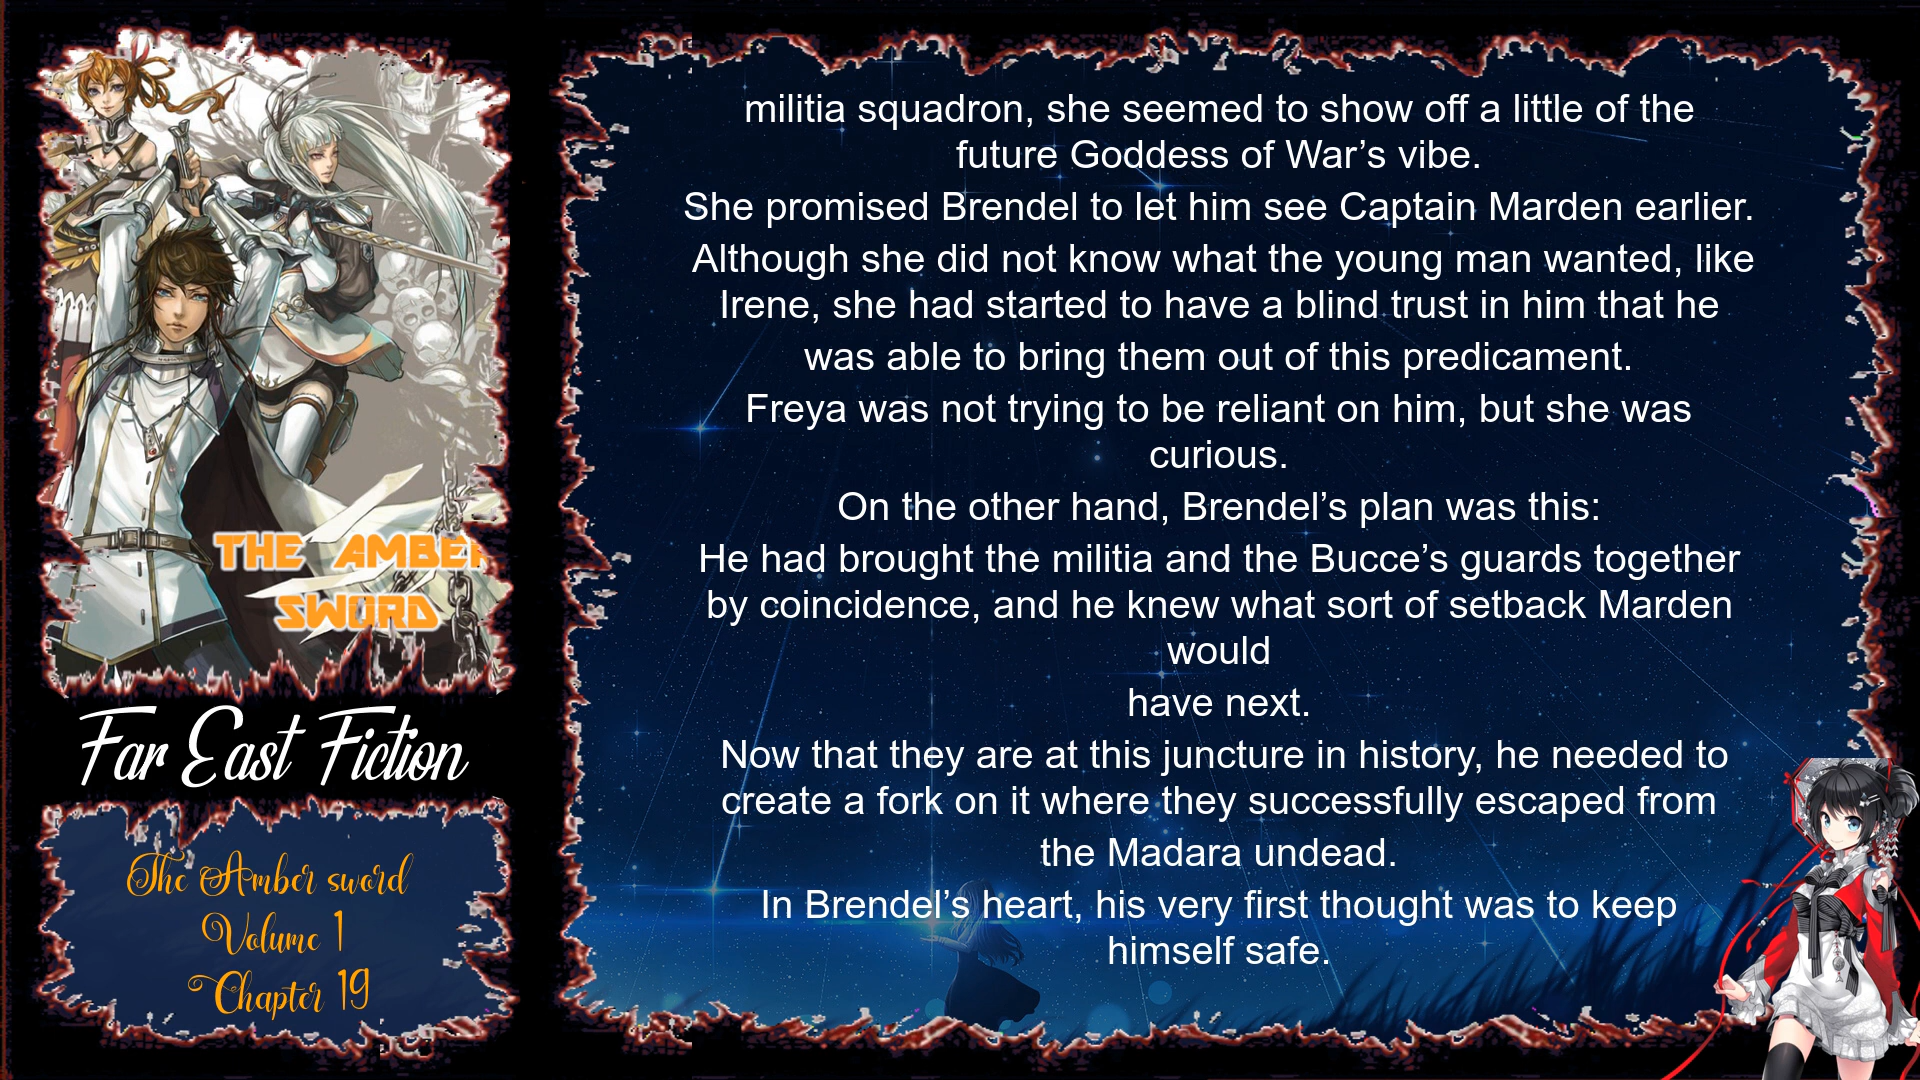 THE AMBER
SWORD
Far East Fiction
The Amber sword
Volume 1
Chapter 19
militia squadron, she seemed to show off a little of the
future Goddess of War’s vibe.
She promised Brendel to let him see Captain Marden earlier.
Although she did not know what the young man wanted, like
Irene, she had started to have a blind trust in him that he
was able to bring them out of this predicament.
Freya was not trying to be reliant on him, but she was
curious.
On the other hand, Brendel’s plan was this:
He had brought the militia and the Bucce’s guards together
by coincidence, and he knew what sort of setback Marden
would
have next.
Now that they are at this juncture in history, he needed to
create a fork on it where they successfully escaped from
the Madara undead.
In Brendel’s heart, his very first thought was to keep
himself safe.